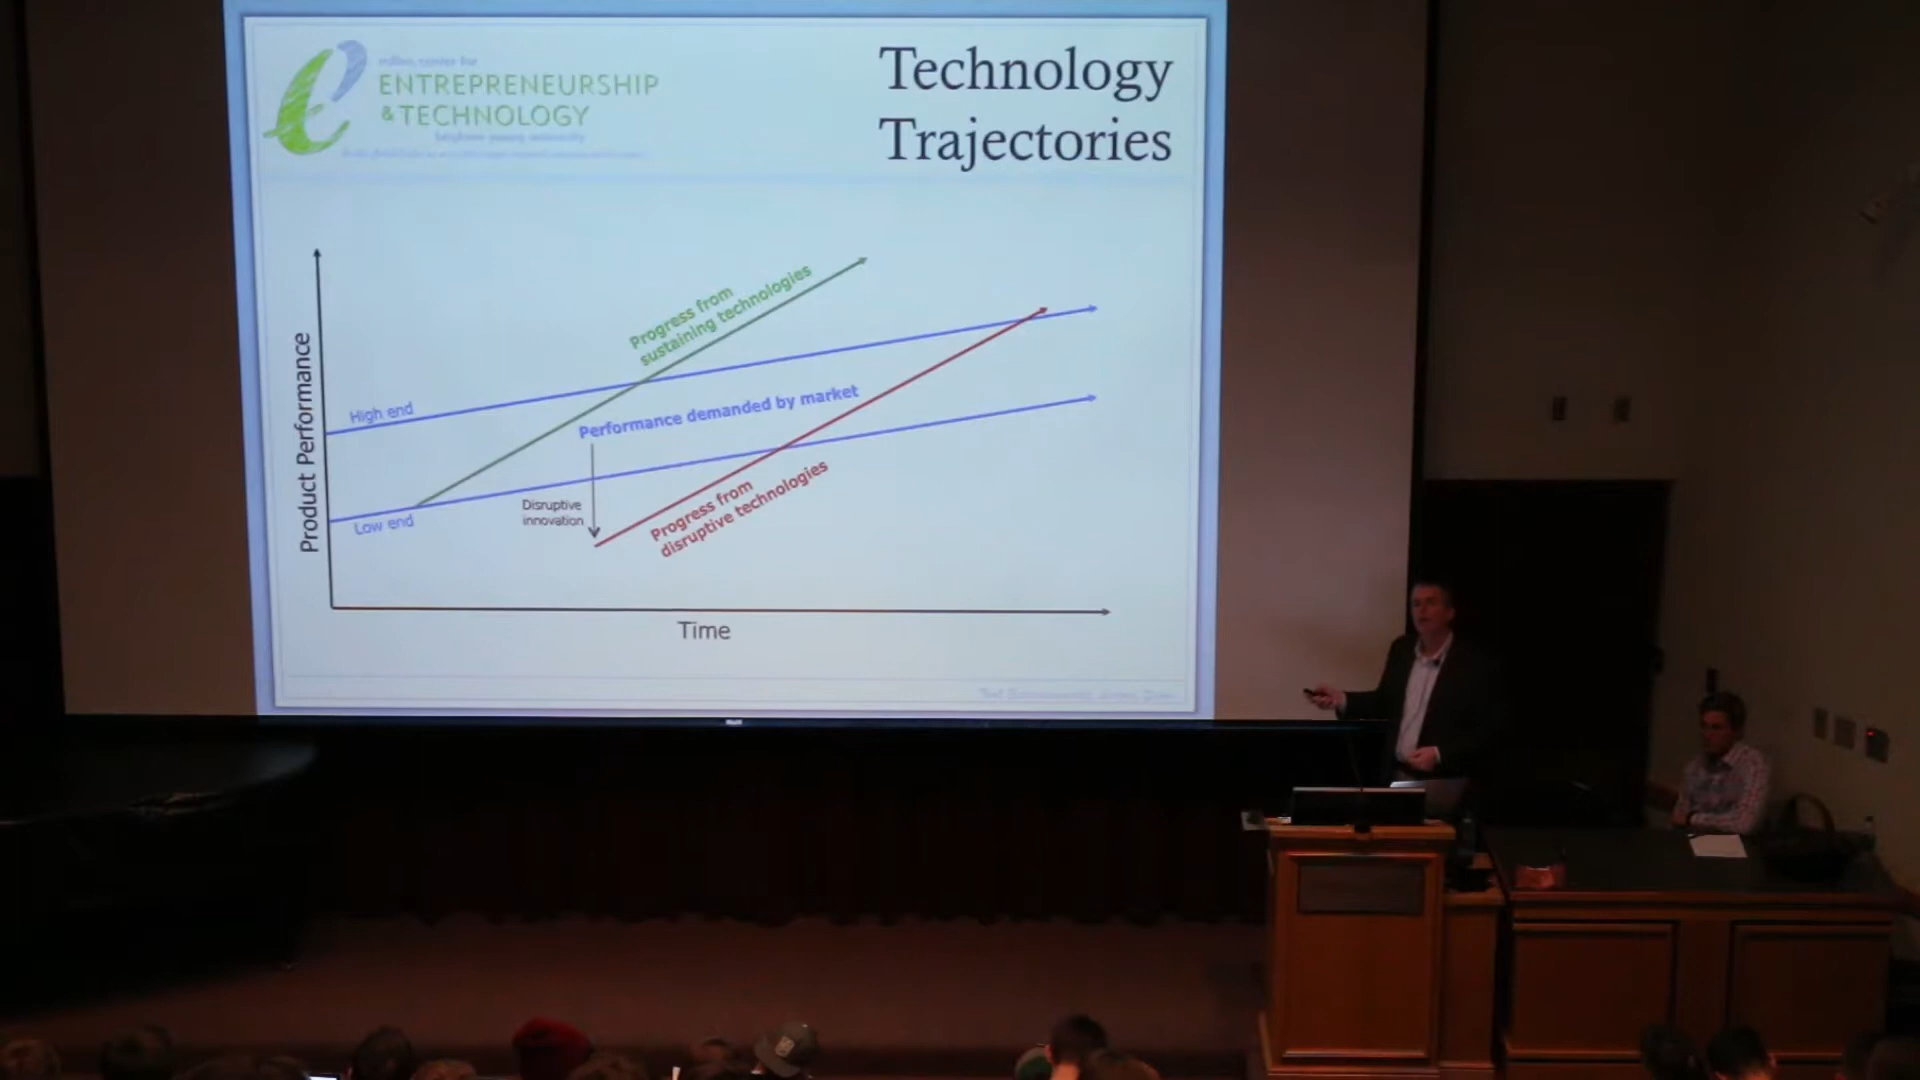 center for
ENTREPRENEURSHIP
& TECHNOLOGY
brigham young university
Technology
Trajectories
Product Performance
High end
Low end
Progress from
sustaining technologies
Performance demanded by market
Disruptive
innovation
Progress from
disruptive technologies
Time